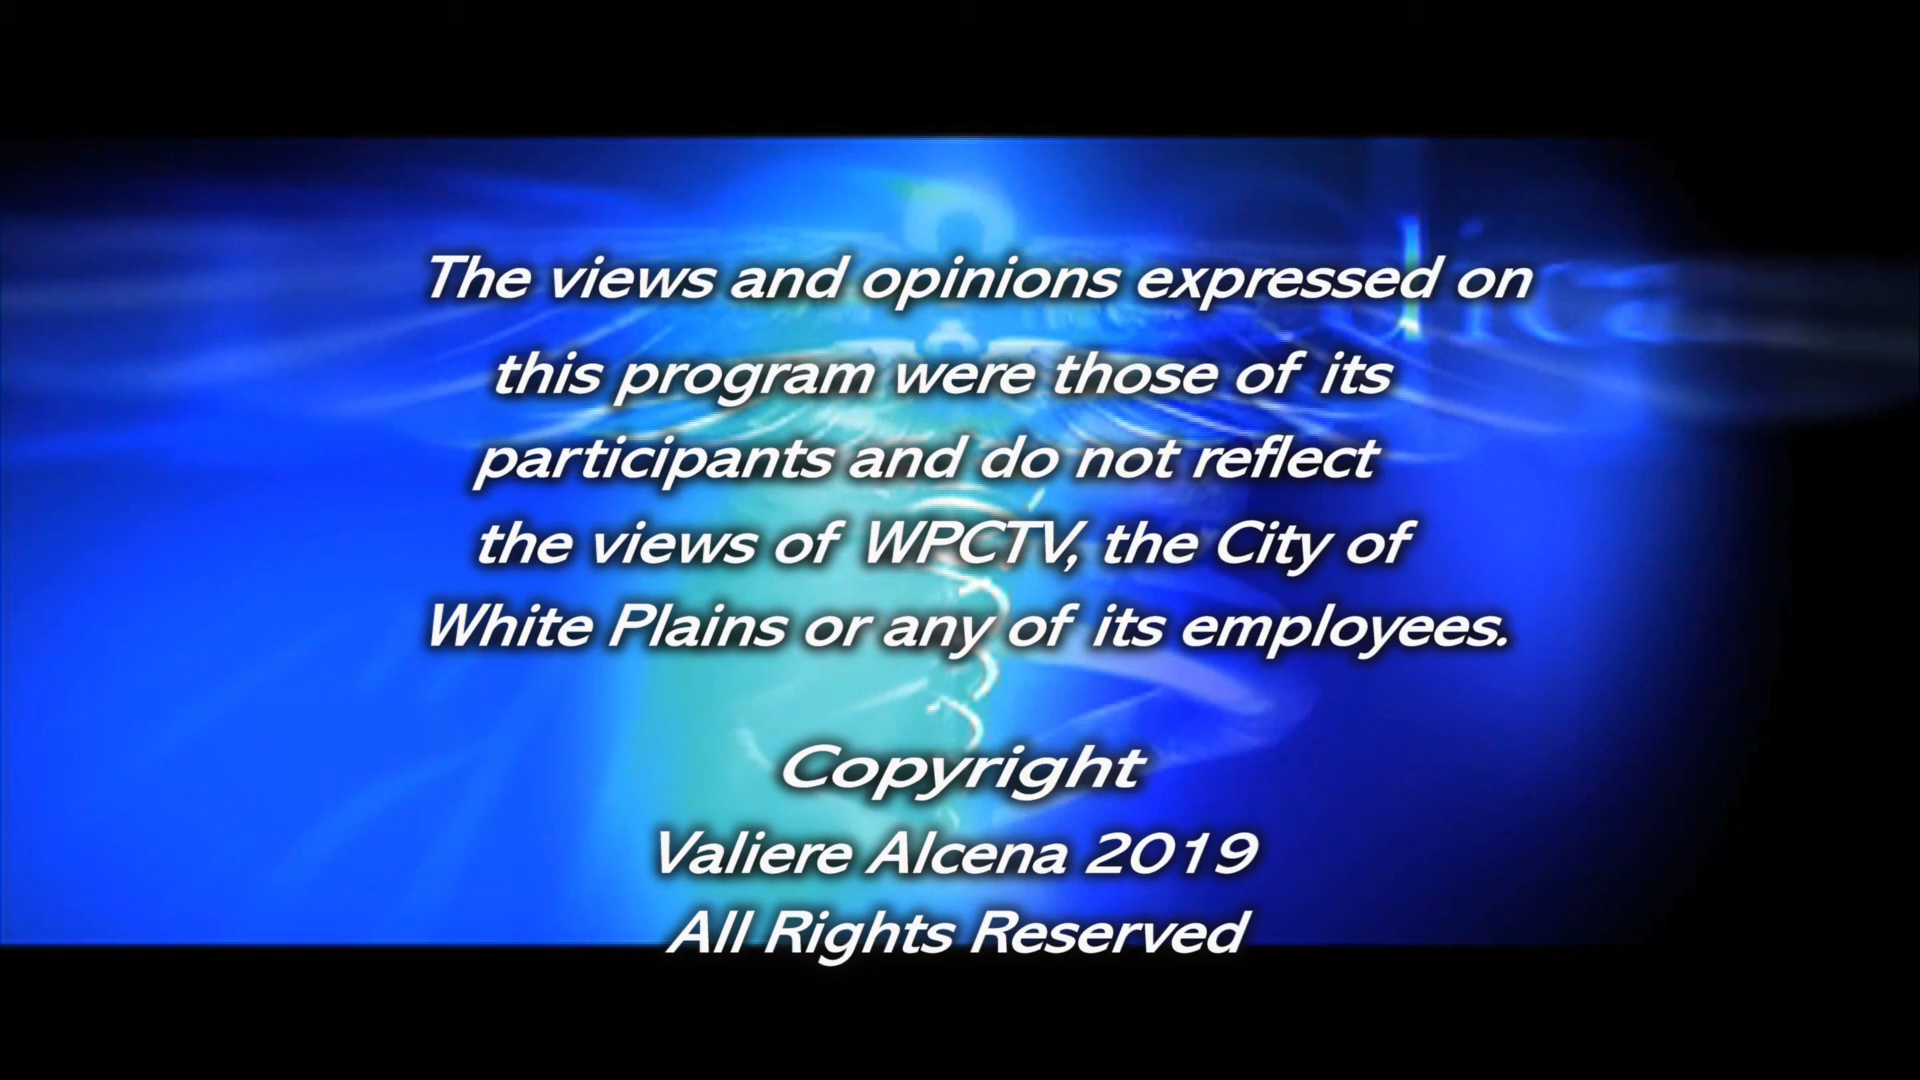 The views and opinions expressed on
this program were those of its
participants and do not reflect
the views of WPCTV, the City of
White Plains or any of its employees.
Copyright
Valiere Alcena 2019
All Rights Reserved